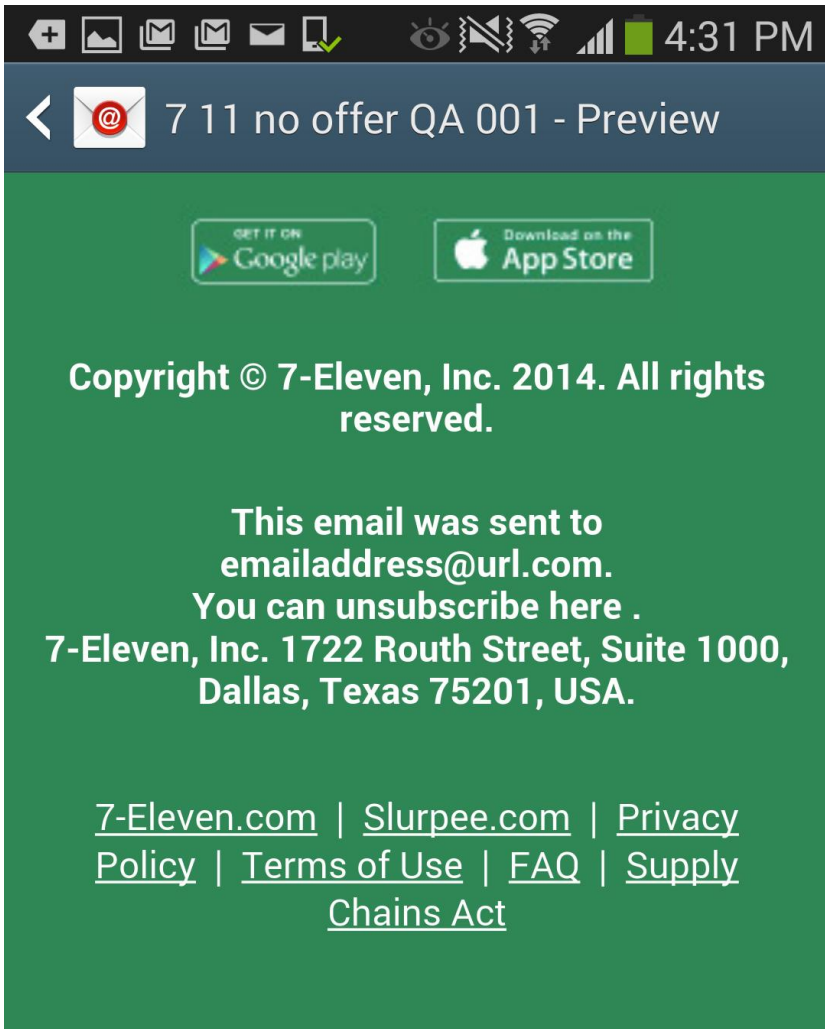 4:31 PM
7 11 no offer QA 001 - Preview
GET IT ON
Google play
Download on the
App Store
Copyright © 7-Eleven, Inc. 2014. All rights
reserved.
This email was sent to
emailaddress@url.com.
You can unsubscribe here .
7-Eleven, Inc. 1722 Routh Street, Suite 1000,
Dallas, Texas 75201, USA.
7-Eleven.com | Slurpee.com | Privacy
Policy | Terms of Use | FAQ | Supply
Chains Act